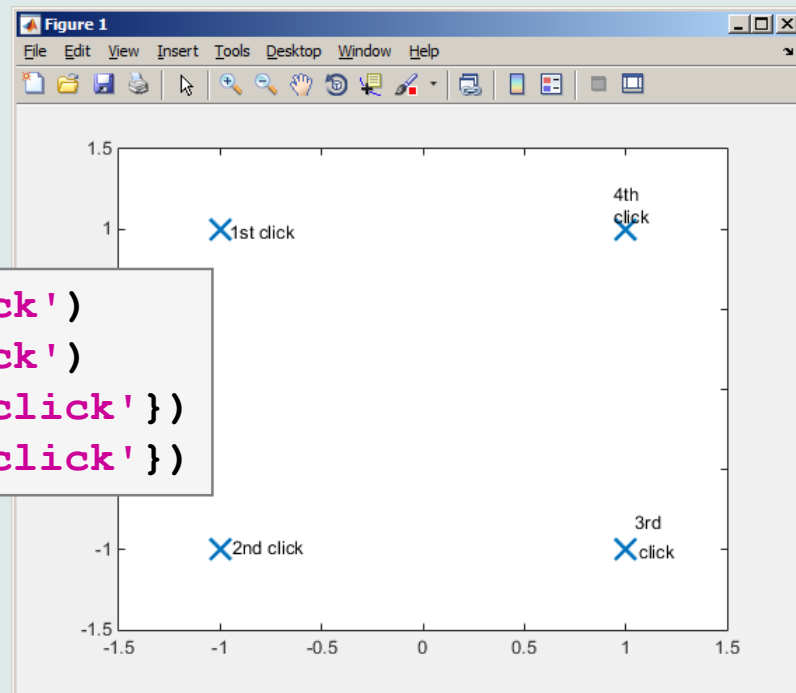 Figure 1
File Edit View Insert Tools Desktop Window Help
1.5
4th
click
1
1st click
ck')
ck')
click'})
click'})
3rd
-1
2nd click
click
-1.5
-1.5 -1 -0.5 0 0.5 1 1.5